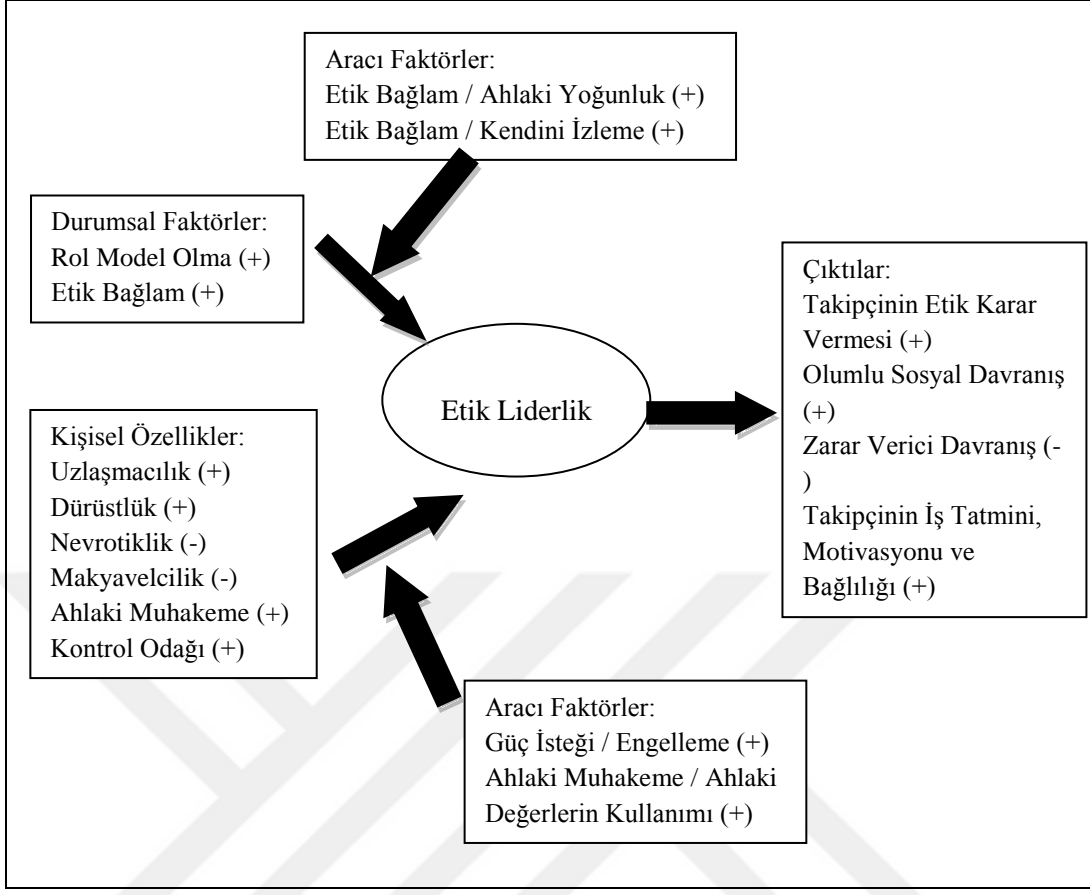 Aracı Faktörler:
Etik Bağlam / Ahlaki Yoğunluk (+)
Etik Bağlam / Kendini İzleme (+)
Durumsal Faktörler:
Rol Model Olma (+)
Etik Bağlam (+)
Çıktılar:
Takipçinin Etik Karar
Vermesi (+)
Olumlu Sosyal Davranış
(+)
Zarar Verici Davranış (-
)
Takipçinin İş Tatmini,
Motivasyonu ve
Bağlılığı (+)
Etik Liderlik
Kişisel Özellikler:
Uzlaşmacılık (+)
Dürüstlük (+)
Nevrotiklik (-)
Makyavelcilik (-)
Ahlaki Muhakeme (+)
Kontrol Odağı (+)
Aracı Faktörler:
Güç İsteği / Engelleme (+)
Ahlaki Muhakeme / Ahlaki
Değerlerin Kullanımı (+)